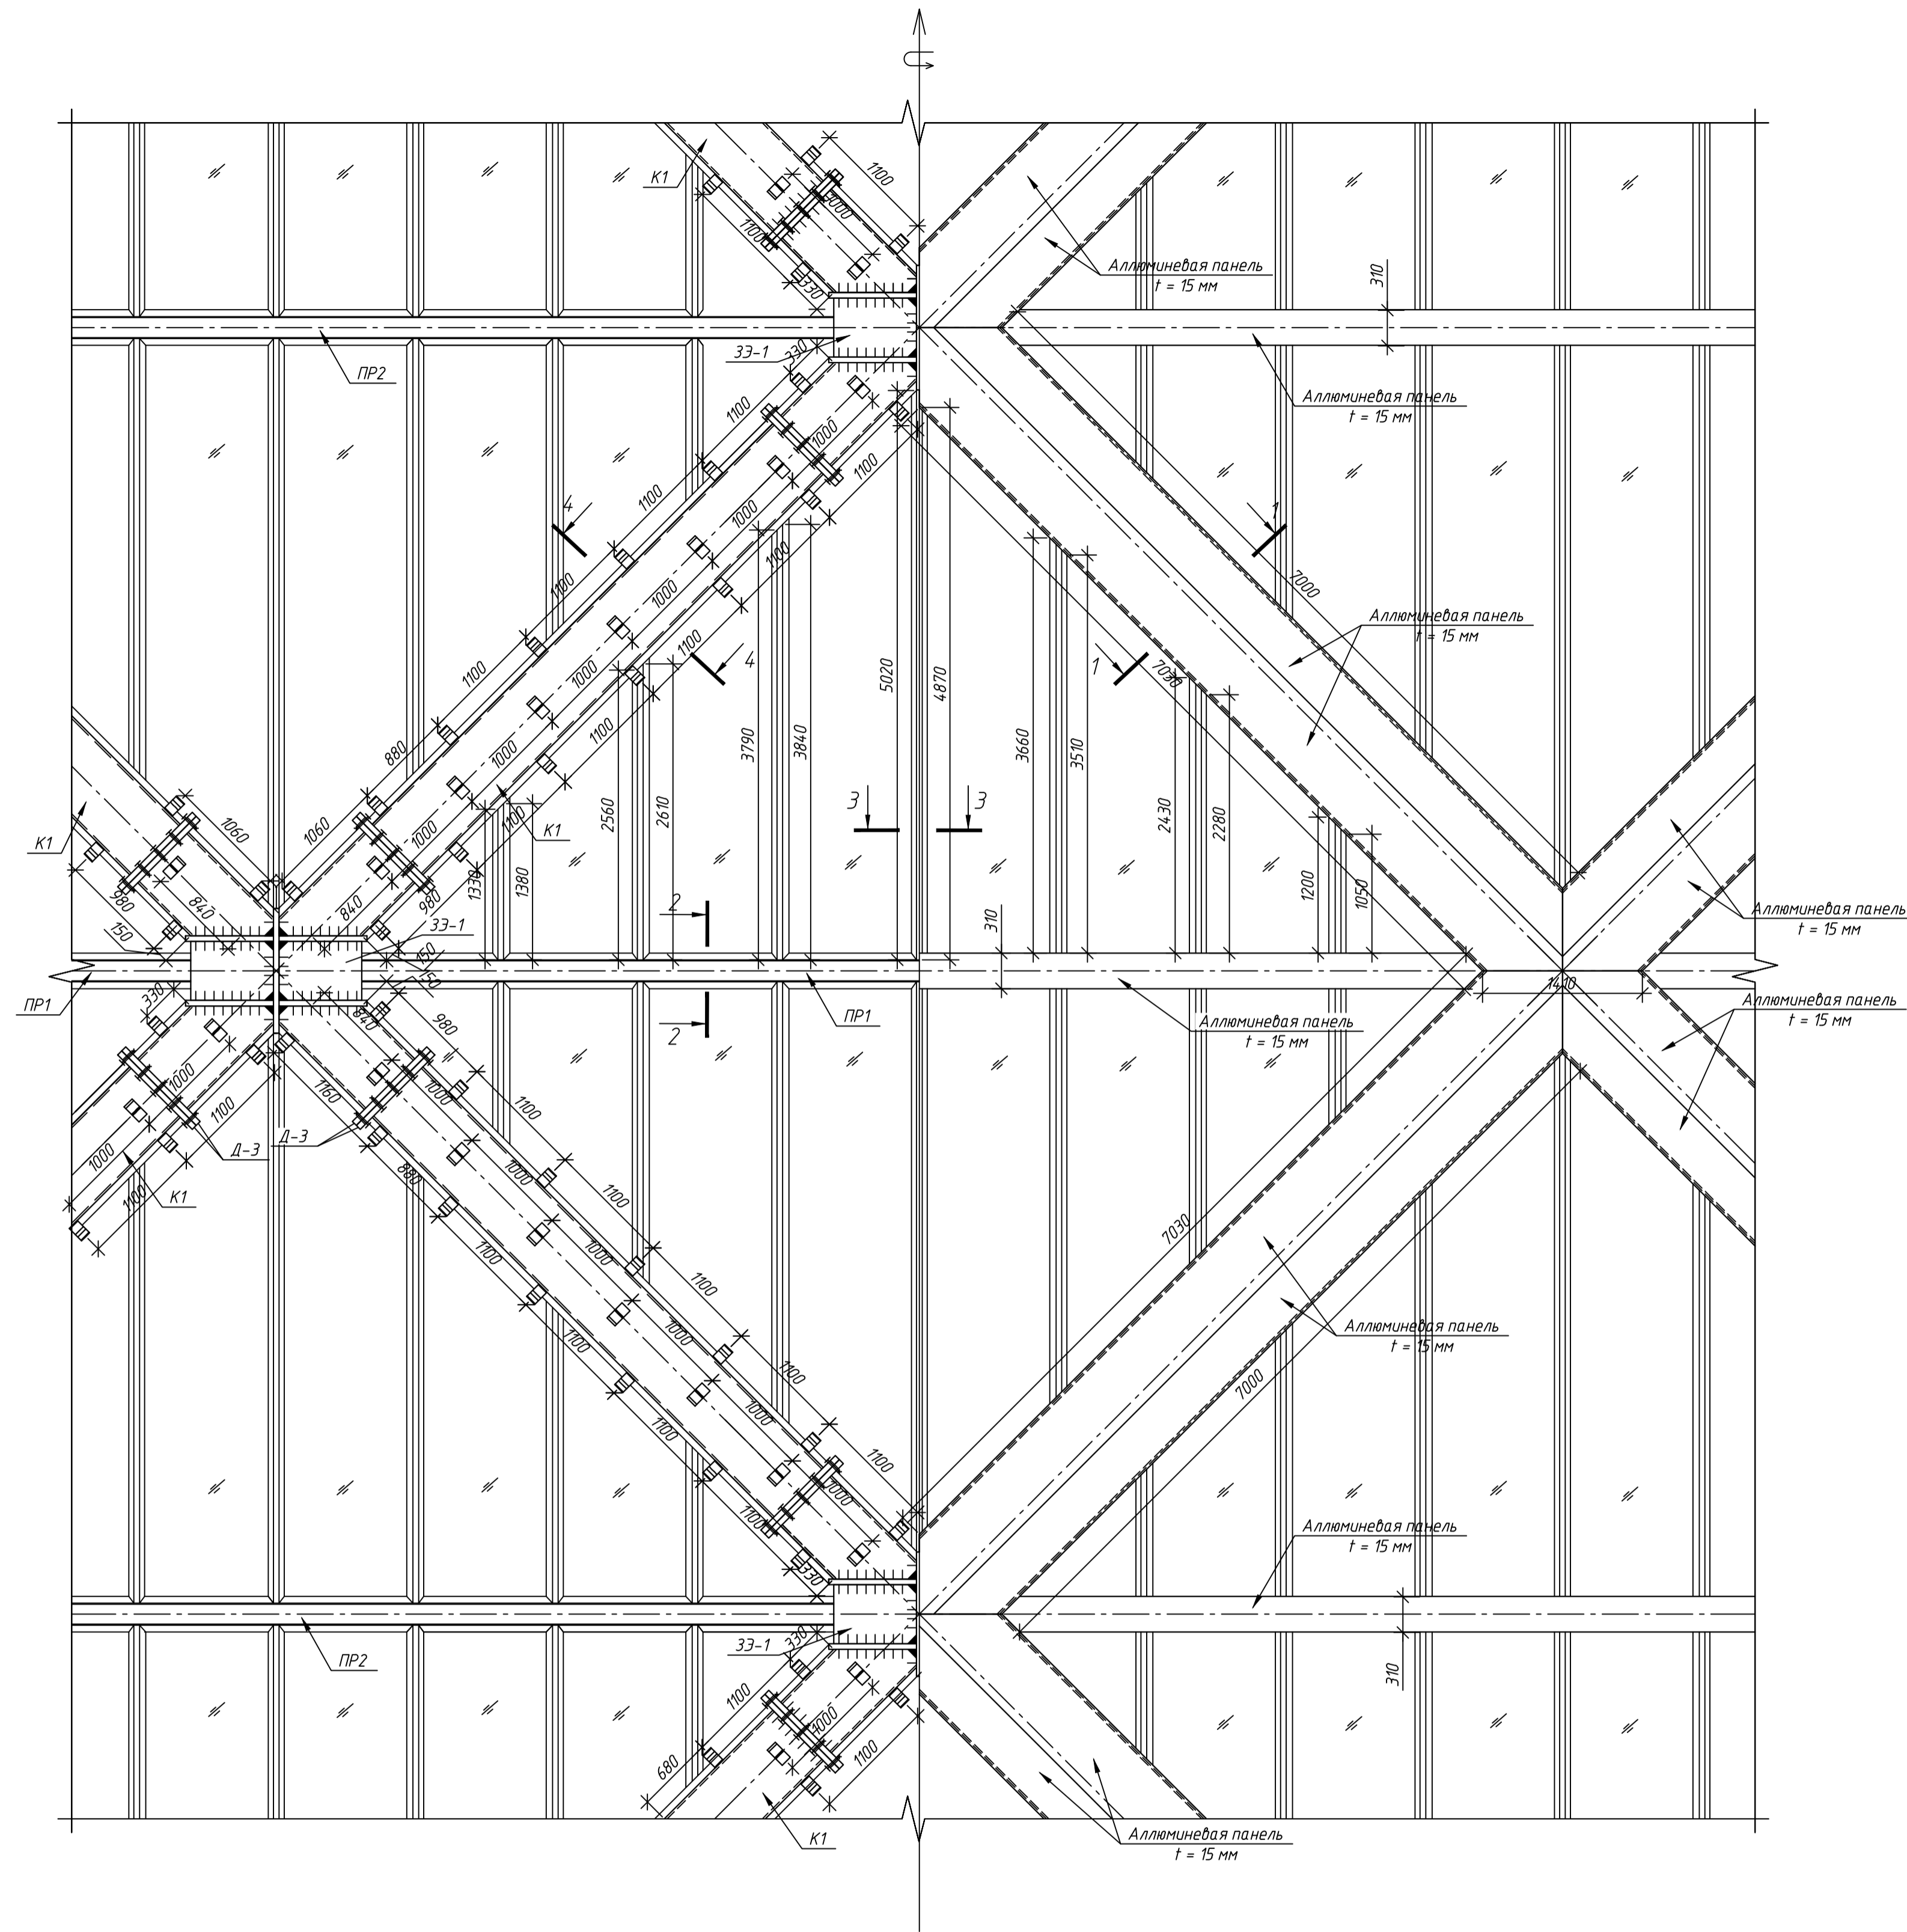 К1
1100
1000
1100
330
Аллюминевая панель
t = 15 мм
310
ПР2
ЗЭ-1
330
Аллюминевая панель
t = 15 мм
1100
1000
1100
4
1100
1000
1100
1
7000
1100
1000
1100
Аллюминевая панель
t = 15 мм
1100
1000
1100
4
5020
4870
1
7030
880
1000
3790
3840
3660
3510
1100
2560
2610
3
3
2430
2280
К1
1060
1060
1000
1100
К1
1330
1380
1200
1050
980
840
840
980
2
310
Аллюминевая панель
t = 15 мм
150
ЗЭ-1
150
150
1410
ПР1
330
840
980
ПР1
2
Аллюминевая панель
t = 15 мм
Аллюминевая панель
t = 15 мм
1000
1100
1160
1000
1100
Д-3
Д-3
1000
1100
К1
880
1000
1100
7030
1100
1000
1100
Аллюминевая панель
t = 15 мм
1100
1000
1100
7000
1100
1000
1100
1100
1000
330
Аллюминевая панель
t = 15 мм
ПР2
ЗЭ-1
330
310
1100
1000
1100
680
К1
Аллюминевая панель
t = 15 мм